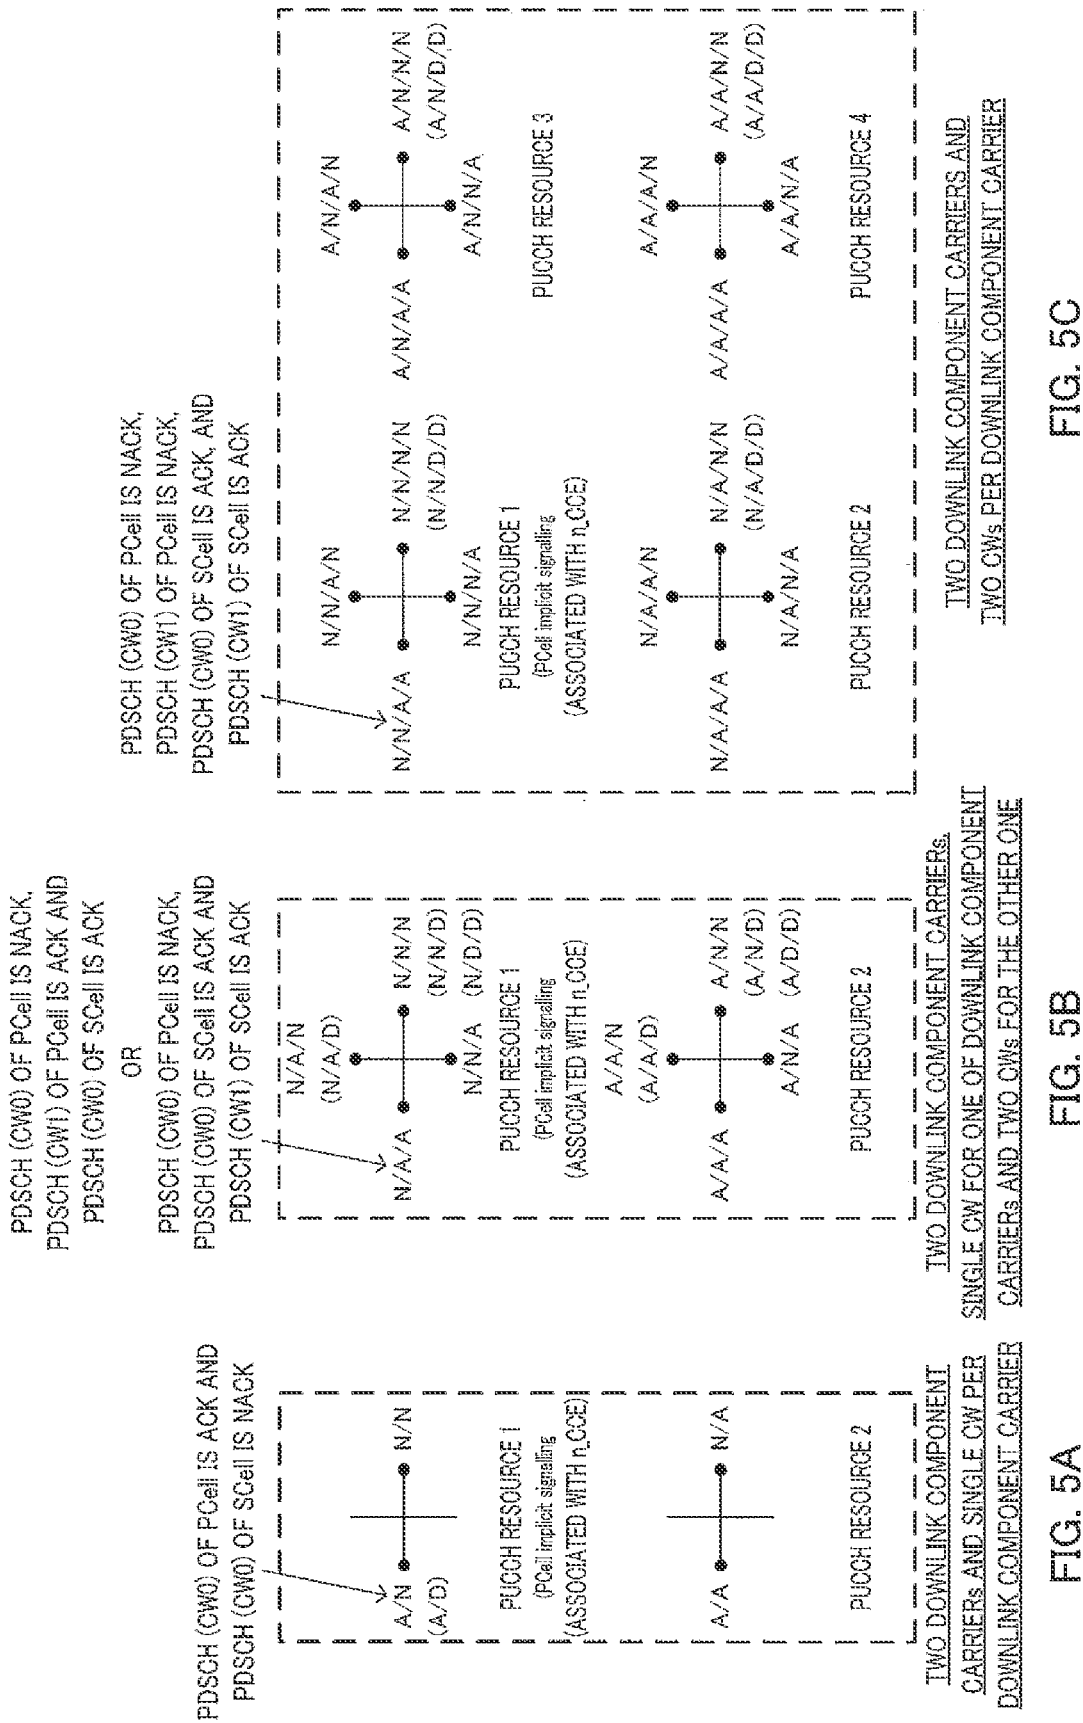 PDSCH (CW0) OF PCell IS ACK AND
PDSCH (CW0) OF SCell IS NACK
A/N
(A/D)
N/N
PUCCH RESOURCE 1
(PCell implicit signalling)
(ASSOCIATED WITH n_CCE)
A/A
N/A
PUCCH RESOURCE 2
TWO DOWNLINK COMPONENT
CARRIERs AND SINGLE CW PER
DOWNLINK COMPONENT CARRIER
FIG. 5A
PDSCH (CW0) OF PCell IS NACK,
PDSCH (CW1) OF PCell IS ACK AND
PDSCH (CW0) OF SCell IS ACK
OR
PDSCH (CW0) OF PCell IS NACK,
PDSCH (CW0) OF SCell IS ACK AND
PDSCH (CW1) OF SCell IS ACK
N/A/N
(N/A/D)
N/A/A
N/N/N
(N/N/D)
(N/D/D)
N/N/A
PUCCH RESOURCE 1
(PCell implicit signalling)
(ASSOCIATED WITH n_CCE)
A/A/N
(A/A/D)
A/A/A
A/N/N
(A/N/D)
(A/D/D)
A/N/A
PUCCH RESOURCE 2
TWO DOWNLINK COMPONENT CARRIERs,
SINGLE CW FOR ONE OF DOWNLINK COMPONENT
CARRIERs AND TWO CWs FOR THE OTHER ONE
FIG. 5B
PDSCH (CW0) OF PCell IS NACK,
PDSCH (CW1) OF PCell IS NACK,
PDSCH (CW0) OF SCell IS ACK, AND
PDSCH (CW1) OF SCell IS ACK
N/N/A/N
N/N/A/A
N/N/N/N
(N/N/D/D)
N/N/N/A
PUCCH RESOURCE 1
(PCell implicit signalling)
(ASSOCIATED WITH n_CCE)
A/N/A/N
A/N/A/A
A/N/N/N
(A/N/D/D)
A/N/N/A
PUCCH RESOURCE 3
N/A/A/N
N/A/A/A
N/A/N/N
(N/A/D/D)
N/A/N/A
PUCCH RESOURCE 2
A/A/A/N
A/A/A/A
A/A/N/N
(A/A/D/D)
A/A/N/A
PUCCH RESOURCE 4
TWO DOWNLINK COMPONENT CARRIERs AND
TWO CWs PER DOWNLINK COMPONENT CARRIER
FIG. 5C